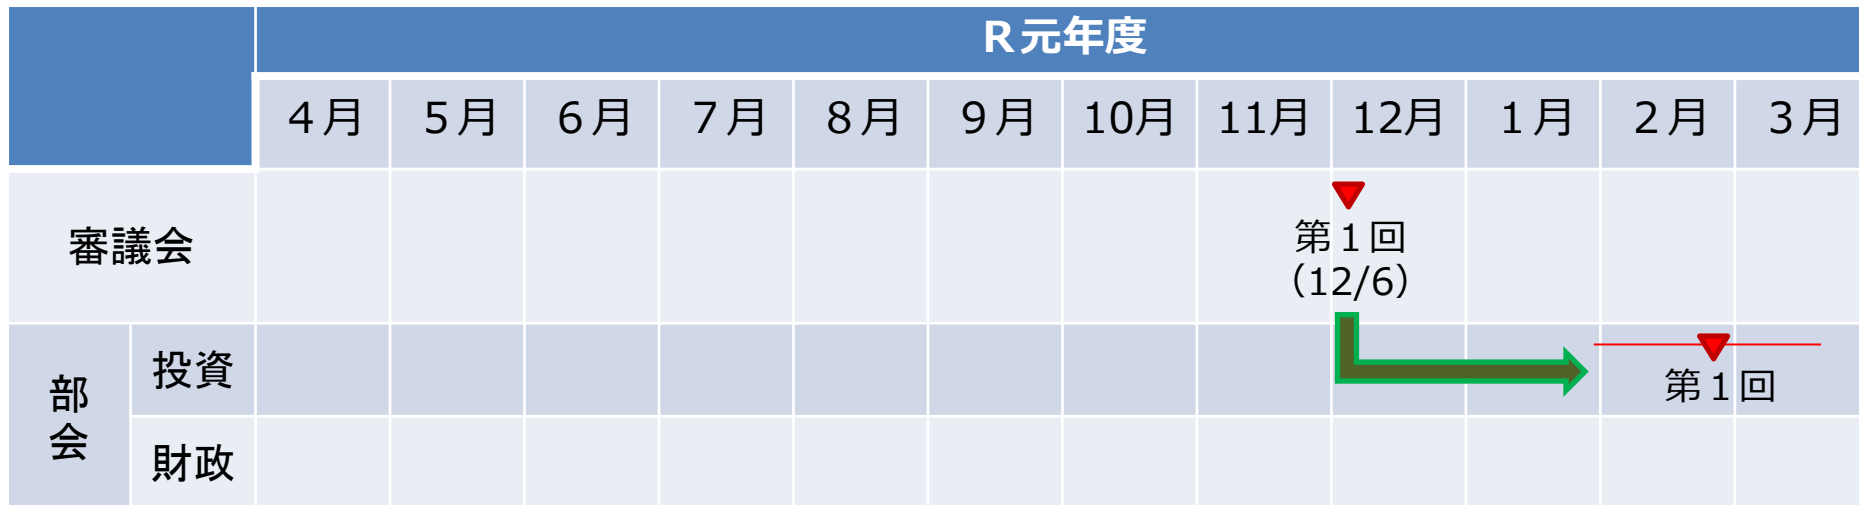 R元年度
4月 5月 6月 7月 8月 9月 10月 11月 12月 1月 2月 3月
審議会
第1回
（12/6）
部会
投資
第1回
財政